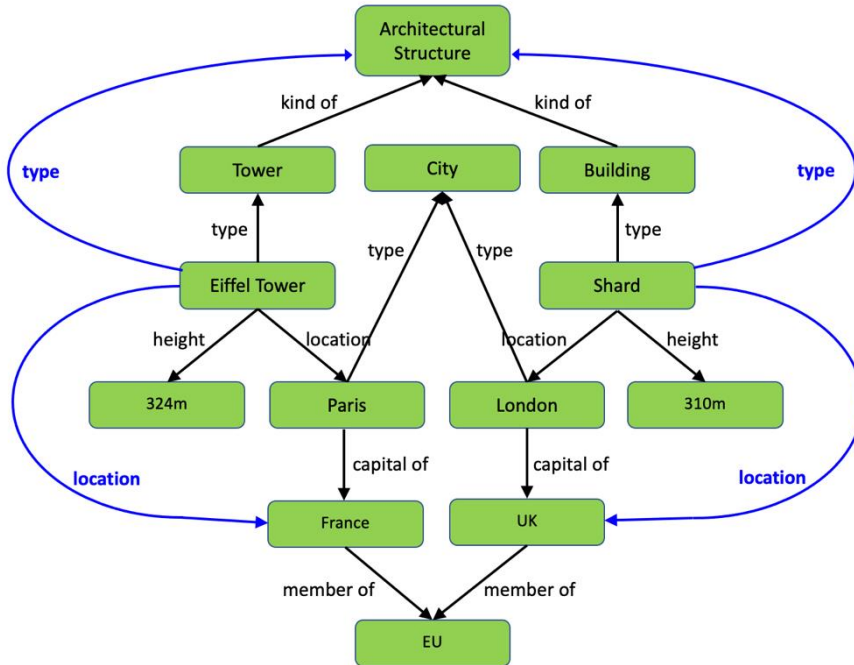 Architectural
Structure
kind of
kind of
type
Tower
City
Building
type
type
type
type
type
Eiffel Tower
Shard
height
location
location
height
324m
Paris
London
310m
capital of
capital of
location
location
France
UK
member of
member of
EU